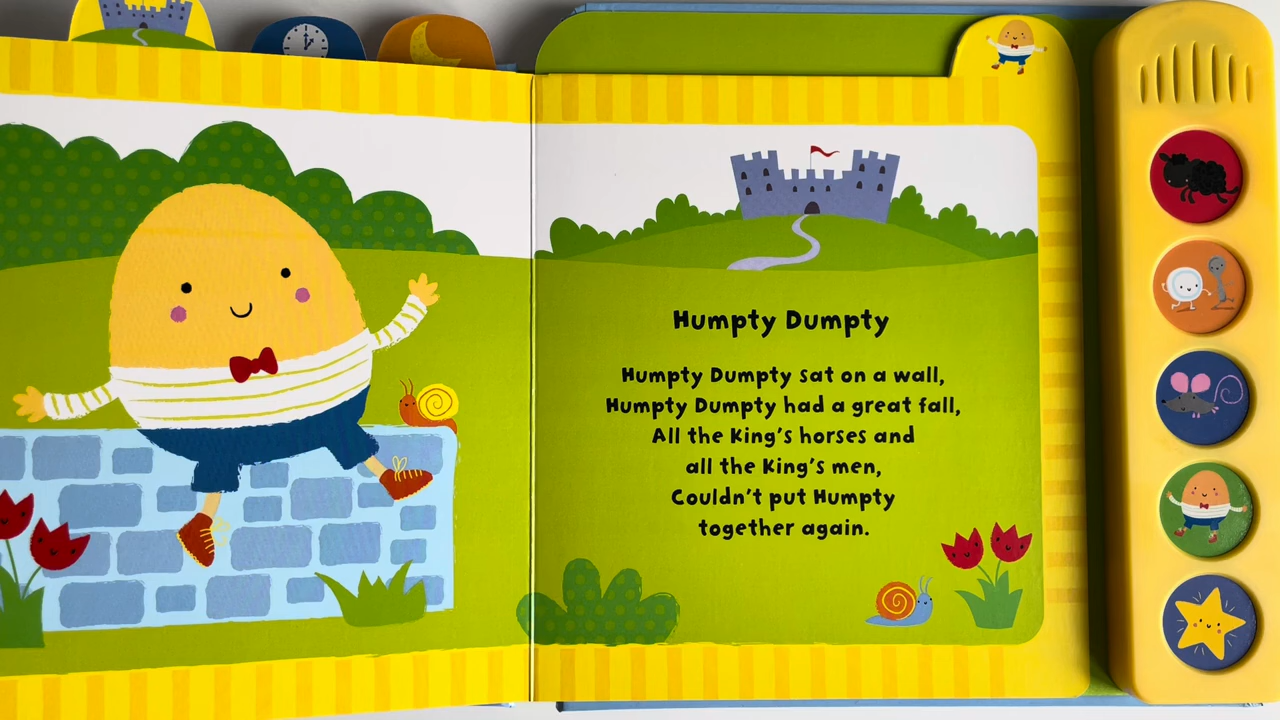 Humpty Dumpty
Humpty Dumpty sat on a wall,
Humpty Dumpty had a great fall,
All the King's horses and
all the King's men,
Couldn't put Humpty
together again.